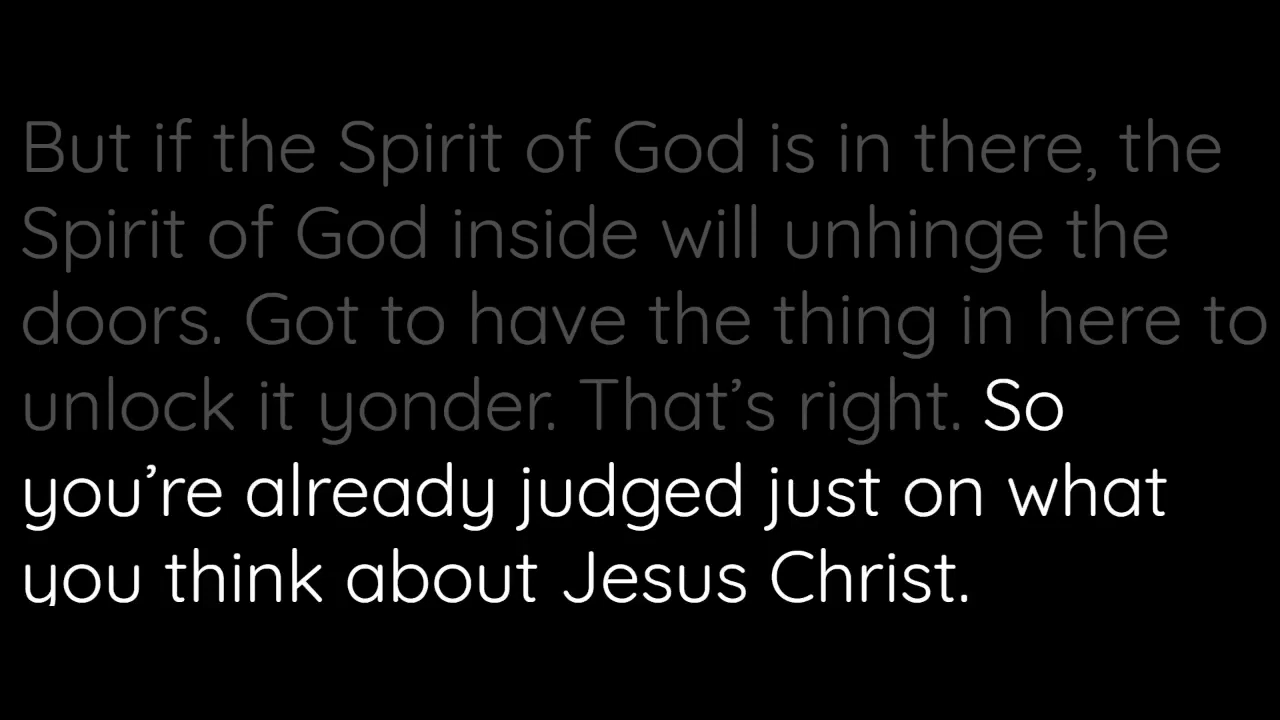 But if the Spirit of God is in there, the
Spirit of God inside will unhinge the
doors. Got to have the thing in here to
unlock it yonder. That’s right. So
you’re already judged just on what
you think about Jesus Christ.